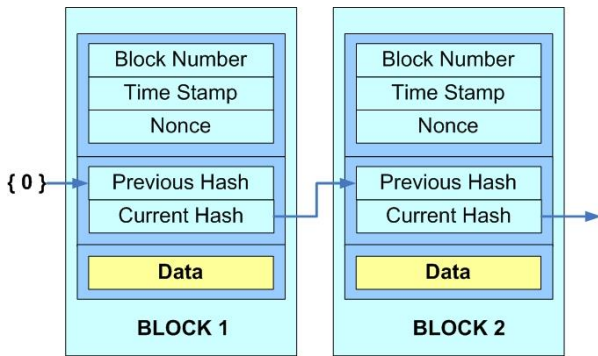 Block Number
Time Stamp
Nonce
{ 0 }
Previous Hash
Current Hash
Data
BLOCK 1
Block Number
Time Stamp
Nonce
Previous Hash
Current Hash
Data
BLOCK 2